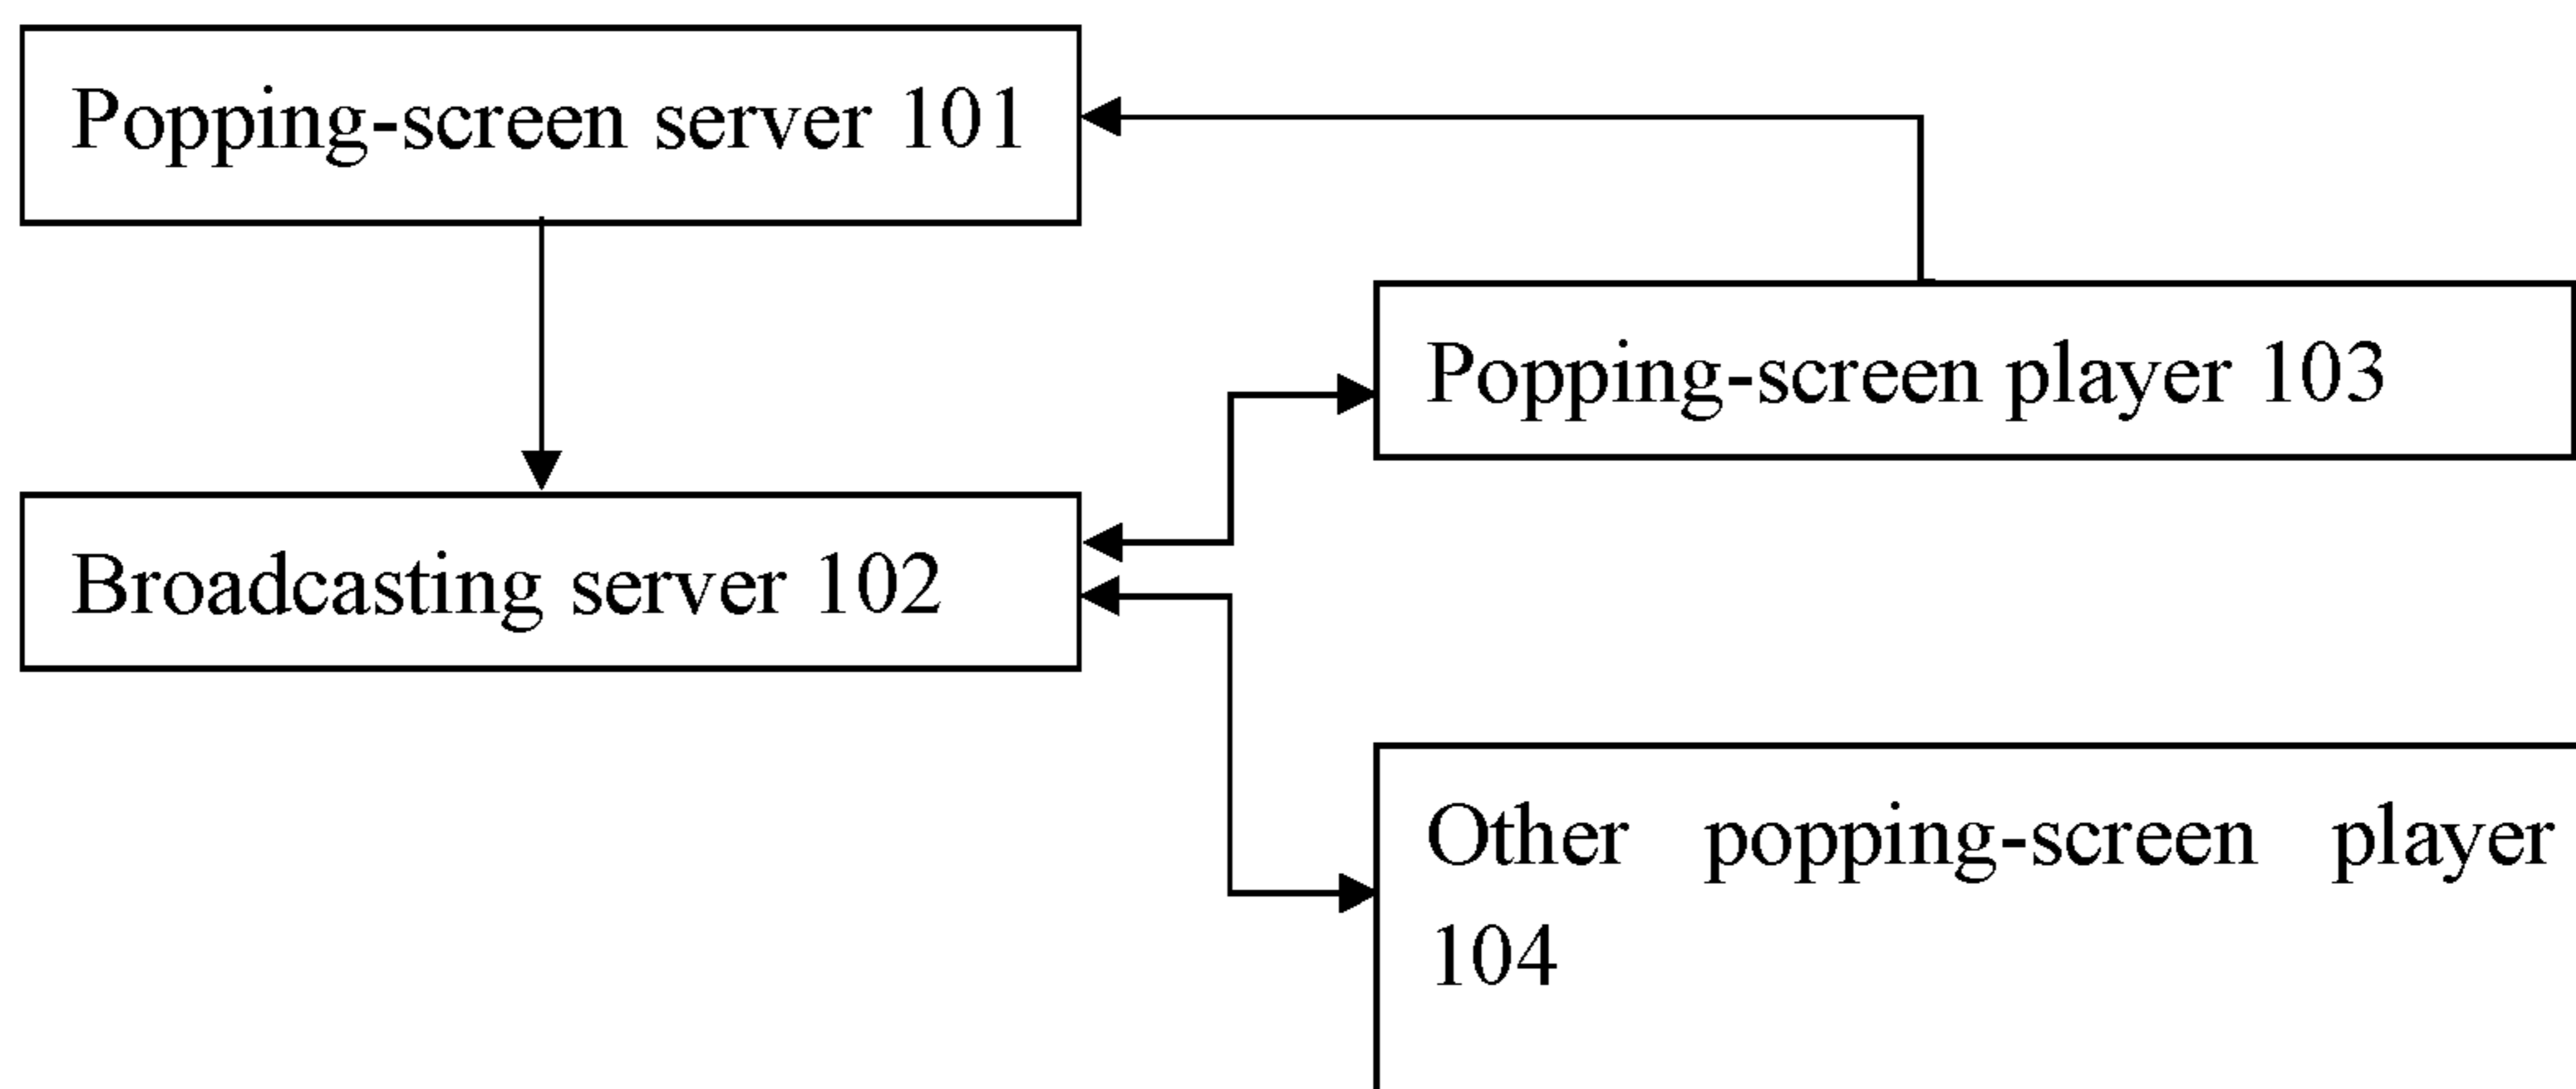 Popping-screen server 101
Popping-screen player 103
Broadcasting server 102
Other popping-screen player
104